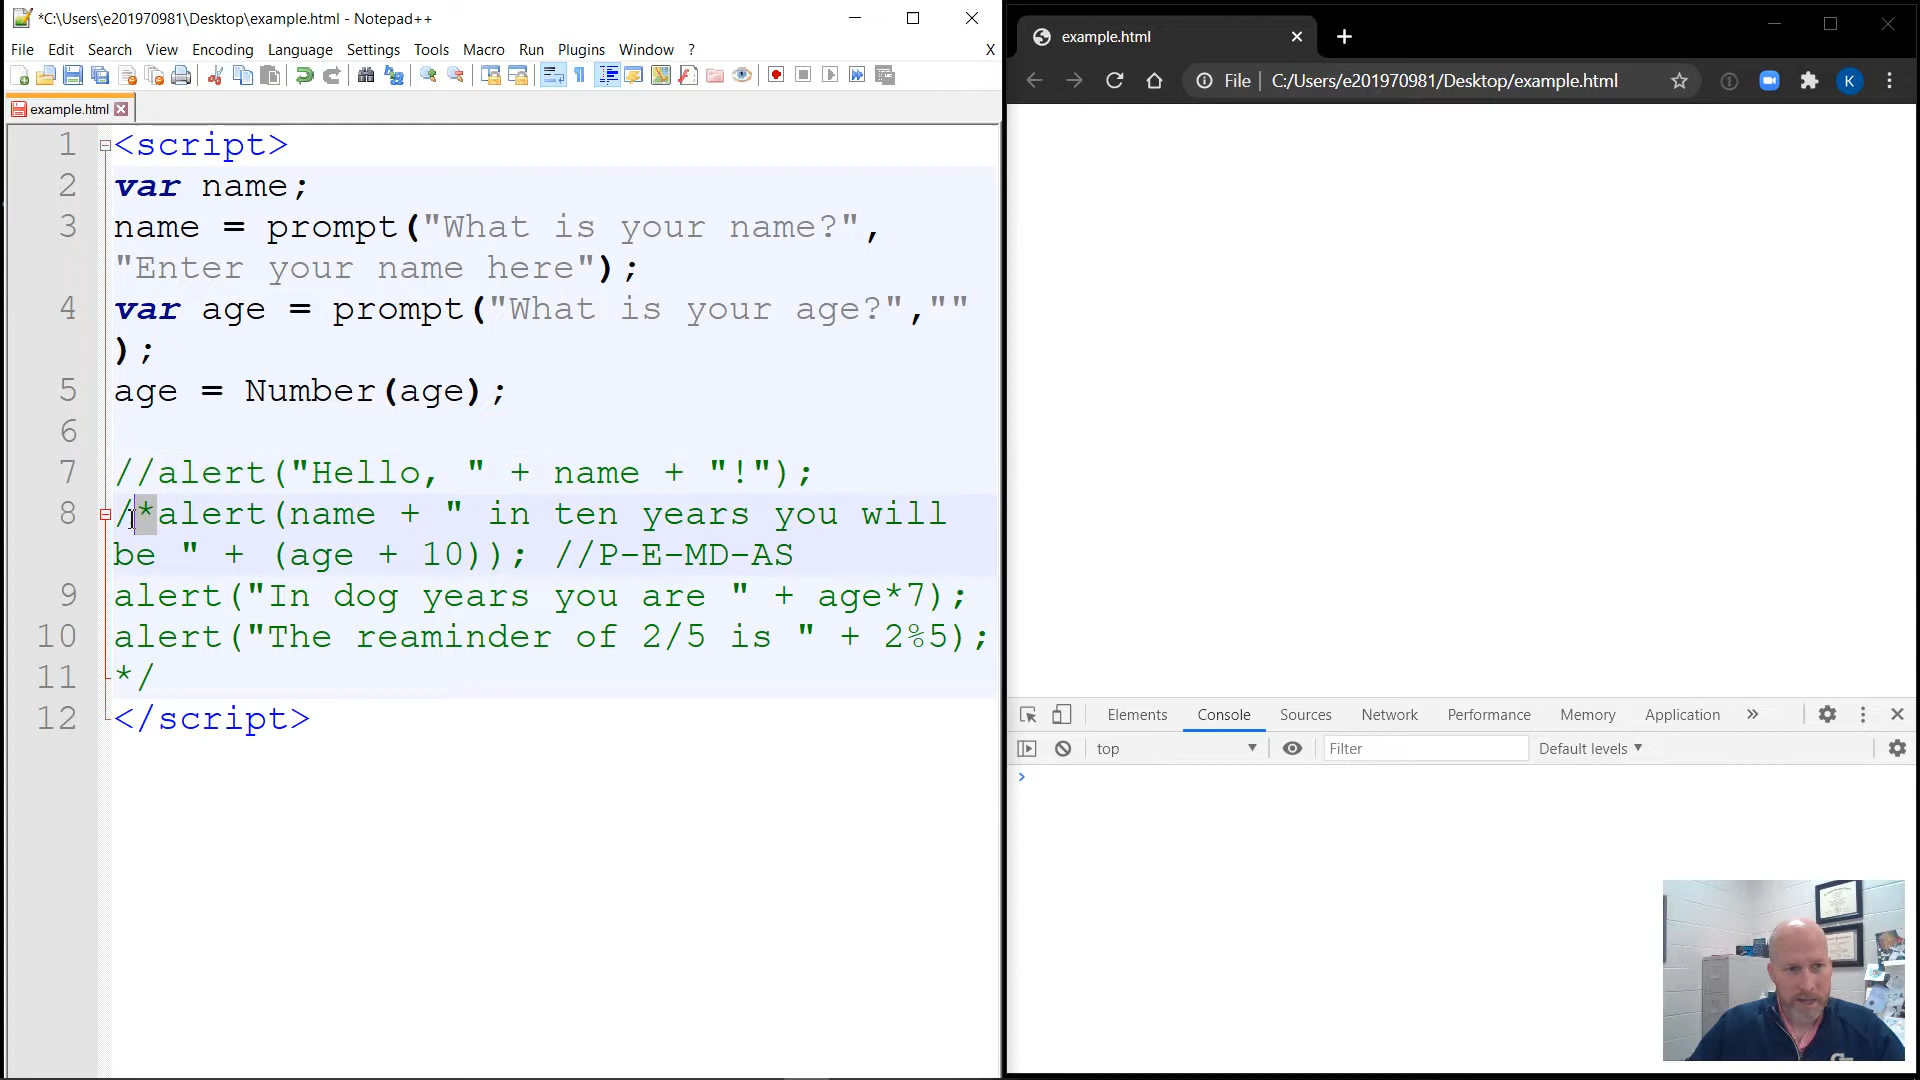 *C:\Users\e201970981\Desktop\example.html - Notepad++
File Edit Search View Encoding Language Settings Tools Macro Run Plugins Window ? X
example.html
1 <script>
2 var name;
3 name = prompt("What is your name?",
"Enter your name here");
4 var age = prompt("What is your age?",""
);
5 age = Number(age);
6
7 //alert("Hello, " + name + "!");
8 /*alert(name + " in ten years you will
be " + (age + 10)); //P-E-MD-AS
9 alert("In dog years you are " + age*7);
10 alert("The reaminder of 2/5 is " + 2%5);
11 */
12 </script>
example.html
File | C:/Users/e201970981/Desktop/example.html K
Elements Console Sources Network Performance Memory Application »
top Filter Default levels